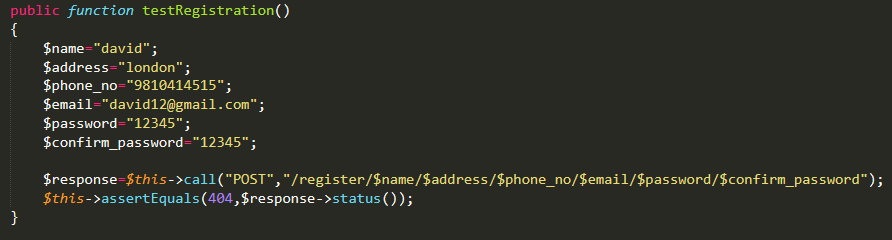 public function testRegistration()
{
$name="david";
$address="london";
$phone_no="9810414515";
$email="david12@gmail.com";
$password="12345";
$confirm_password="12345";
$response=$this->call("POST","/register/$name/$address/$phone_no/$email/$password/$confirm_password");
$this->assertEquals(404,$response->status());
}